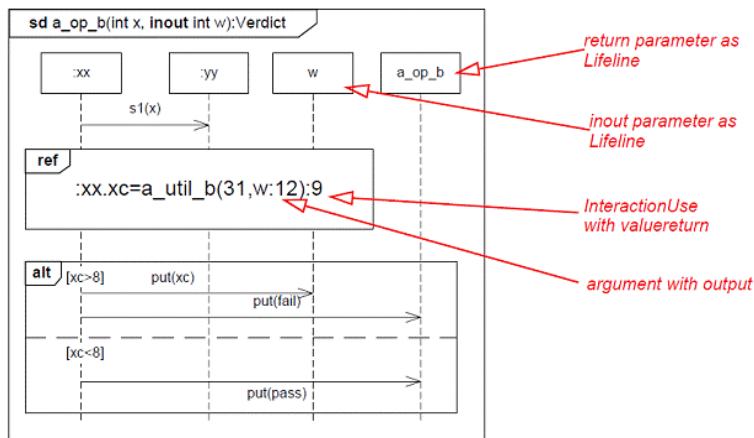 sd a_op_b(int x, inout int w):Verdict
:xx
:yy
w
a_op_b
return parameter as
Lifeline
s1(x)
inout parameter as
Lifeline
ref
:xx.xc=a_util_b(31,w:12):9
InteractionUse
with valuereturn
alt
[xc>8]
put(xc)
argument with output
put(fail)
[xc<8]
put(pass)